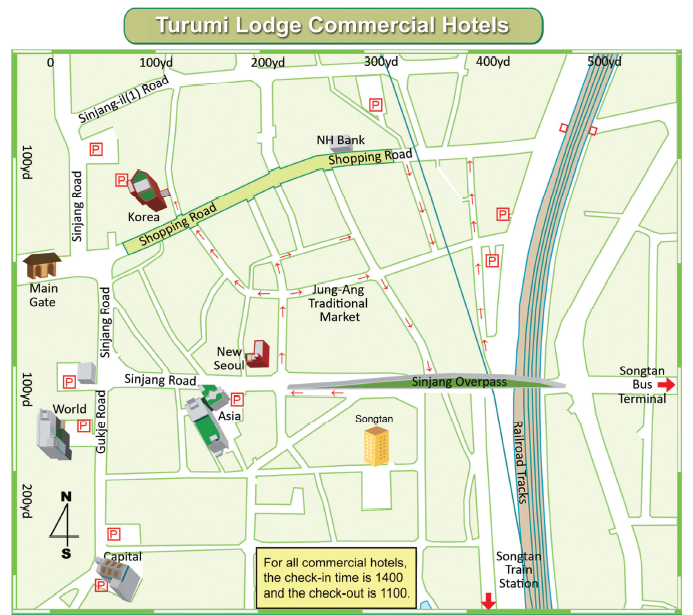 Turumi Lodge Commercial Hotels
0
100yd
200yd
300yd
400yd
500yd
Sinjang-il(1) Road
P
NH Bank
Shopping Road
100yd
P
P
Sinjang Road
Korea
Shopping Road
P
Main
Gate
P
Jung-Ang
Traditional
Market
Sinjang Road
New
Seoul
100yd
P
Sinjang Road
Sinjang Overpass
Songtan
Bus
Terminal
World
P
Gukje Road
P
Asia
Songtan
Railroad Tracks
200yd
N
S
P
Capital
P
For all commercial hotels,
the check-in time is 1400
and the check-out is 1100.
Songtan
Train
Station